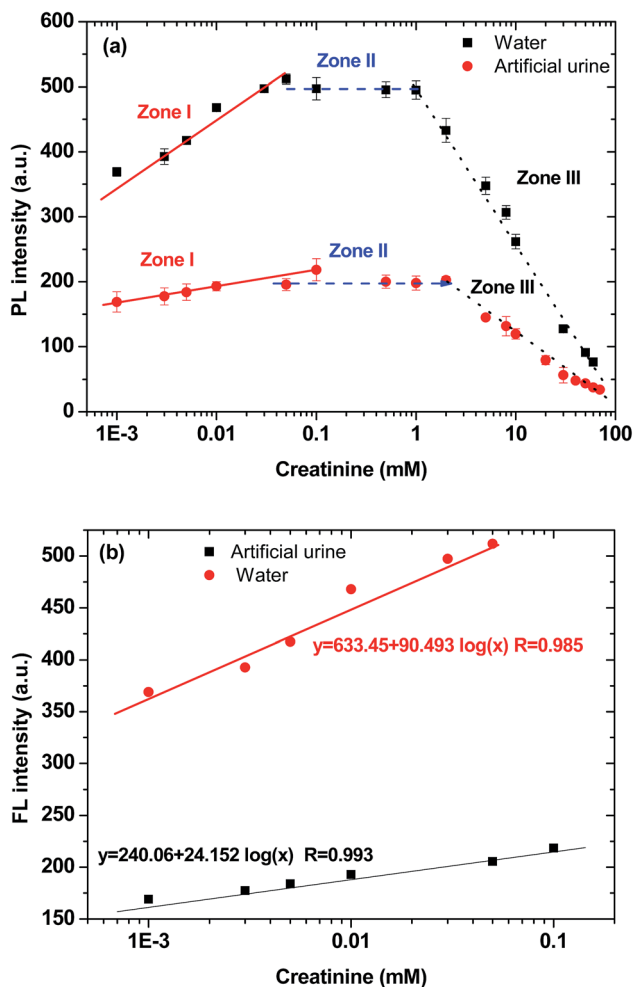 (a)
Water
Artificial urine
Zone I
Zone II
Zone III
Zone I
Zone II
Zone III
600
500
400
300
200
100
0
PL intensity (a.u.)
1E-3 0.01 0.1 1 10 100
Creatinine (mM)
(b)
Artificial urine
Water
y=633.45+90.493 log(x) R=0.985
y=240.06+24.152 log(x) R=0.993
500
450
400
350
300
250
200
150
FL intensity (a.u.)
1E-3 0.01 0.1
Creatinine (mM)